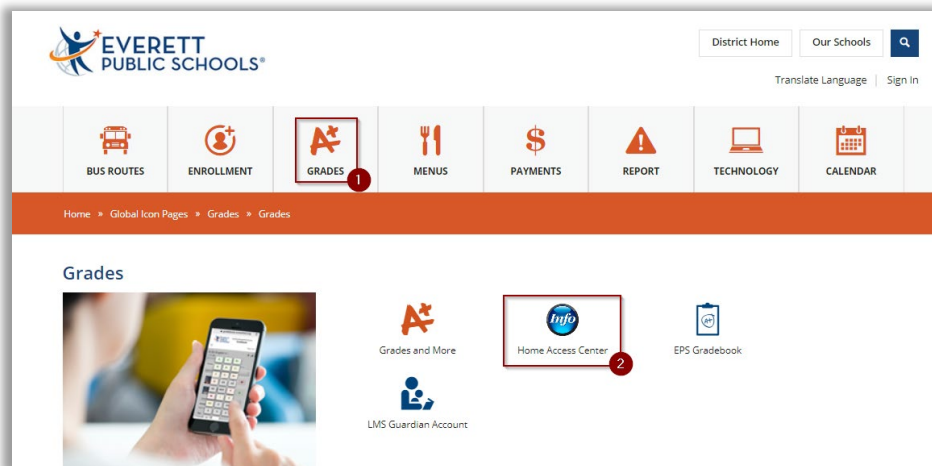 EVERETT
PUBLIC SCHOOLS®
District Home
Our Schools
Translate Language | Sign In
BUS ROUTES
ENROLLMENT
GRADES
MENUS
PAYMENTS
REPORT
TECHNOLOGY
CALENDAR
1
Home » Global Icon Pages » Grades » Grades
Grades
A+
Grades and More
Info
Home Access Center
2
A+
EPS Gradebook
LMS Guardian Account